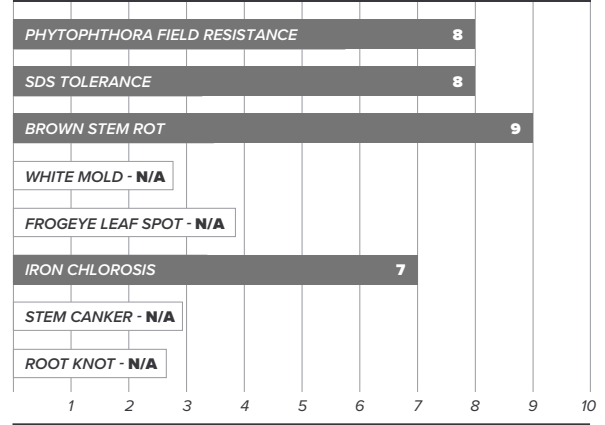 PHYTOPHTHORA FIELD RESISTANCE 8
SDS TOLERANCE 8
BROWN STEM ROT 9
WHITE MOLD - N/A
FROGEYE LEAF SPOT - N/A
IRON CHLOROSIS 7
STEM CANKER - N/A
ROOT KNOT - N/A
1 2 3 4 5 6 7 8 9 10